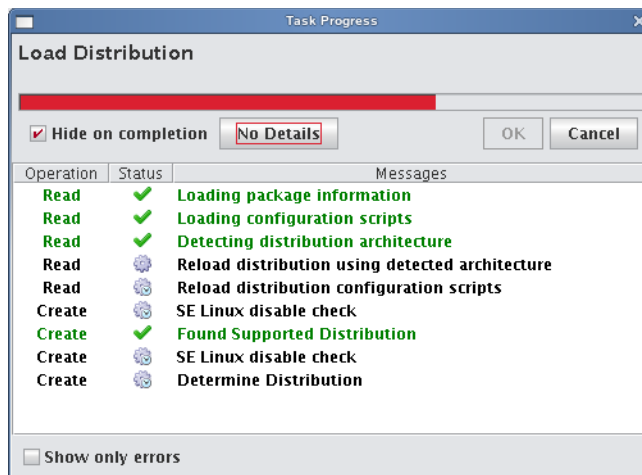 Task Progress
Load Distribution
Hide on completion No Details OK Cancel
Operation Status Messages
Read Loading package information
Read Loading configuration scripts
Read Detecting distribution architecture
Read Reload distribution using detected architecture
Read Reload distribution configuration scripts
Create SE Linux disable check
Create Found Supported Distribution
Create SE Linux disable check
Create Determine Distribution
Show only errors